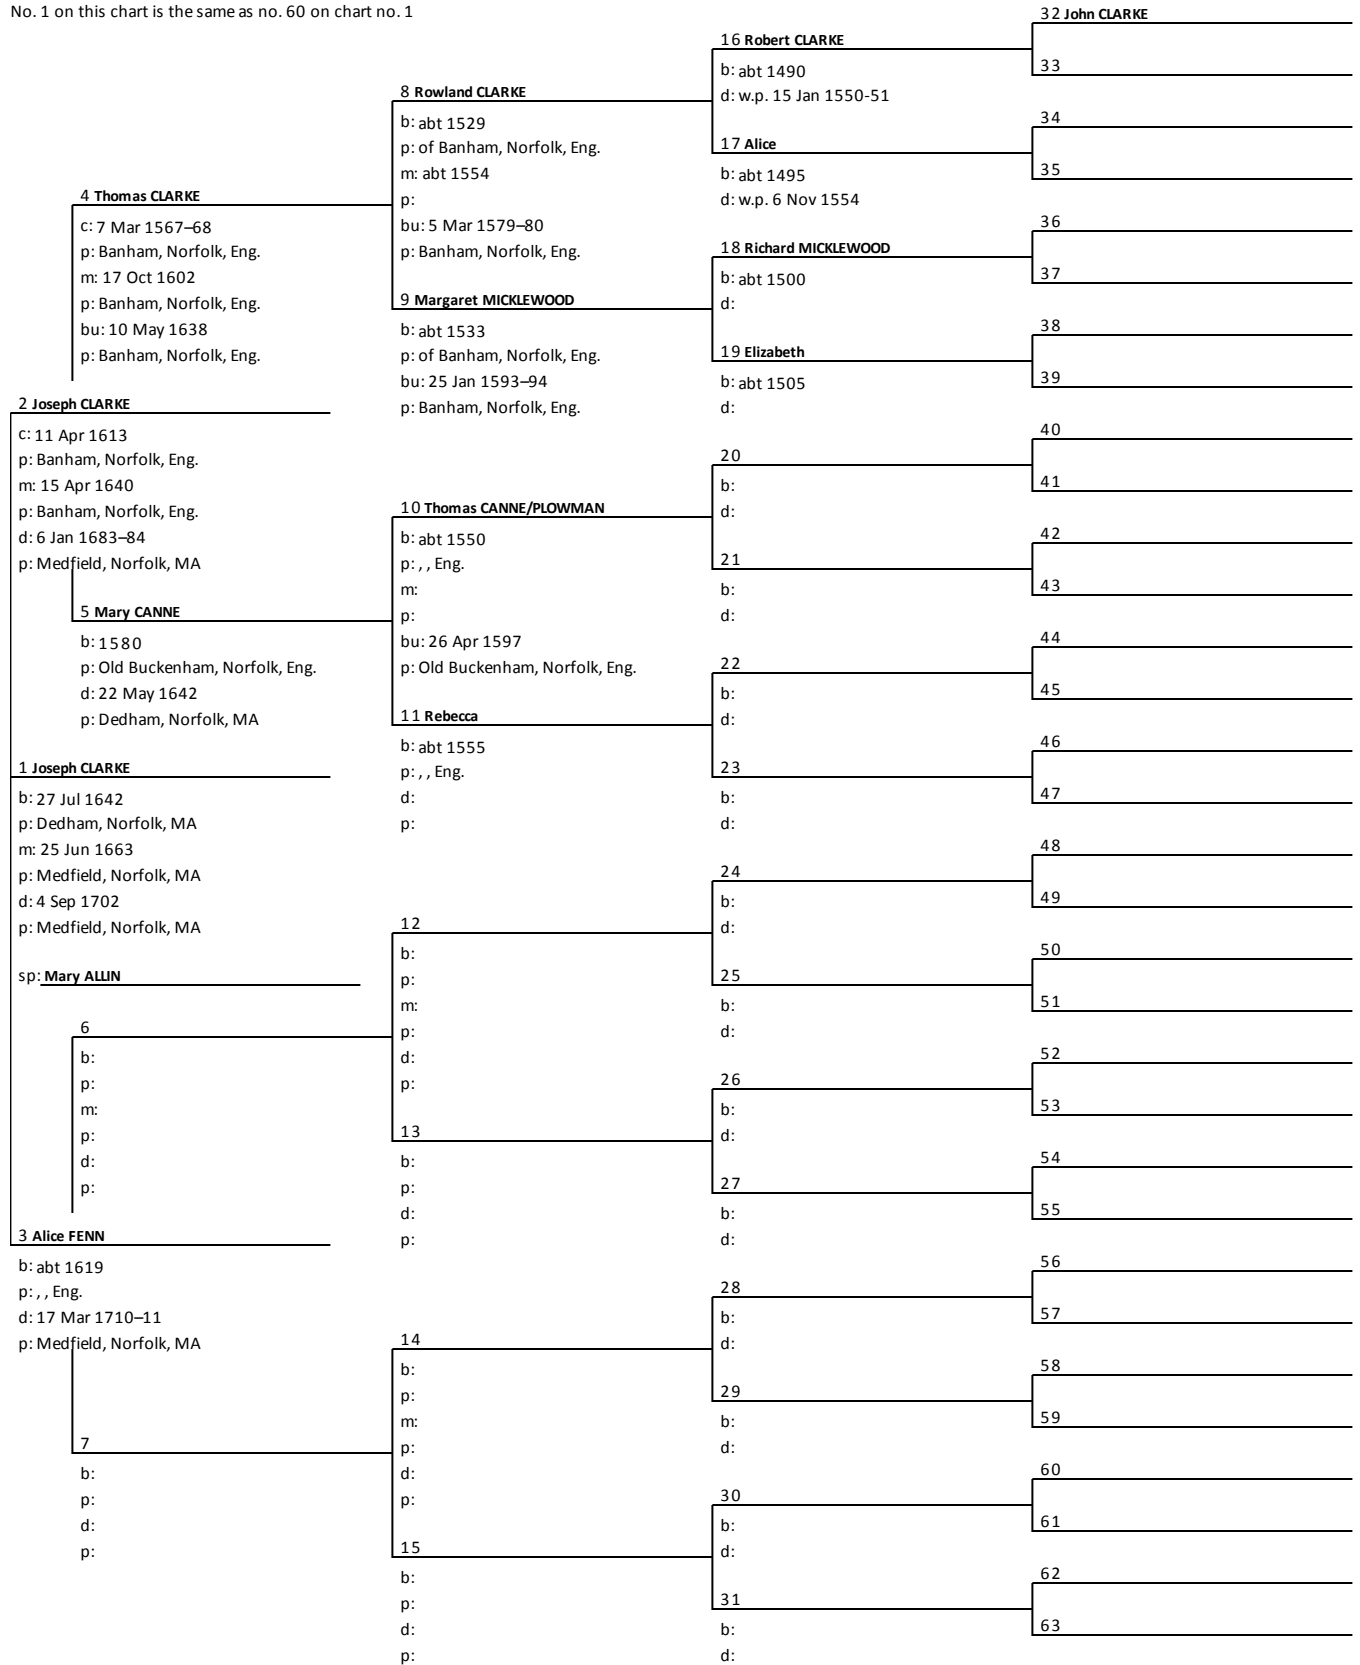 No. 1 on this chart is the same as no. 60 on chart no. 1
4 Thomas CLARKE
c: 7 Mar 1567–68
p: Banham, Norfolk, Eng.
m: 17 Oct 1602
p: Banham, Norfolk, Eng.
bu: 10 May 1638
p: Banham, Norfolk, Eng.
2 Joseph CLARKE
c: 11 Apr 1613
p: Banham, Norfolk, Eng.
m: 15 Apr 1640
p: Banham, Norfolk, Eng.
d: 6 Jan 1683–84
p: Medfield, Norfolk, MA
5 Mary CANNE
b: 1580
p: Old Buckenham, Norfolk, Eng.
d: 22 May 1642
p: Dedham, Norfolk, MA
1 Joseph CLARKE
b: 27 Jul 1642
p: Dedham, Norfolk, MA
m: 25 Jun 1663
p: Medfield, Norfolk, MA
d: 4 Sep 1702
p: Medfield, Norfolk, MA
sp: Mary ALLIN
6
b:
p:
m:
p:
d:
p:
3 Alice FENN
b: abt 1619
p: , , Eng.
d: 17 Mar 1710–11
p: Medfield, Norfolk, MA
7
b:
p:
d:
p:
8 Rowland CLARKE
b: abt 1529
p: of Banham, Norfolk, Eng.
m: abt 1554
p:
bu: 5 Mar 1579–80
p: Banham, Norfolk, Eng.
9 Margaret MICKLEWOOD
b: abt 1533
p: of Banham, Norfolk, Eng.
bu: 25 Jan 1593–94
p: Banham, Norfolk, Eng.
10 Thomas CANNE/PLOWMAN
b: abt 1550
p: , , Eng.
m:
p:
bu: 26 Apr 1597
p: Old Buckenham, Norfolk, Eng.
11 Rebecca
b: abt 1555
p: , , Eng.
d:
p:
12
b:
p:
m:
p:
d:
p:
13
b:
p:
d:
p:
14
b:
p:
m:
p:
d:
p:
15
b:
p:
d:
p:
16 Robert CLARKE
b: abt 1490
d: w.p. 15 Jan 1550-51
17 Alice
b: abt 1495
d: w.p. 6 Nov 1554
18 Richard MICKLEWOOD
b: abt 1500
d:
19 Elizabeth
b: abt 1505
d:
20
b:
d:
21
b:
d:
22
b:
d:
23
b:
d:
24
b:
d:
25
b:
d:
26
b:
d:
27
b:
d:
28
b:
d:
29
b:
d:
30
b:
d:
31
b:
d:
32 John CLARKE
33
34
35
36
37
38
39
40
41
42
43
44
45
46
47
48
49
50
51
52
53
54
55
56
57
58
59
60
61
62
63